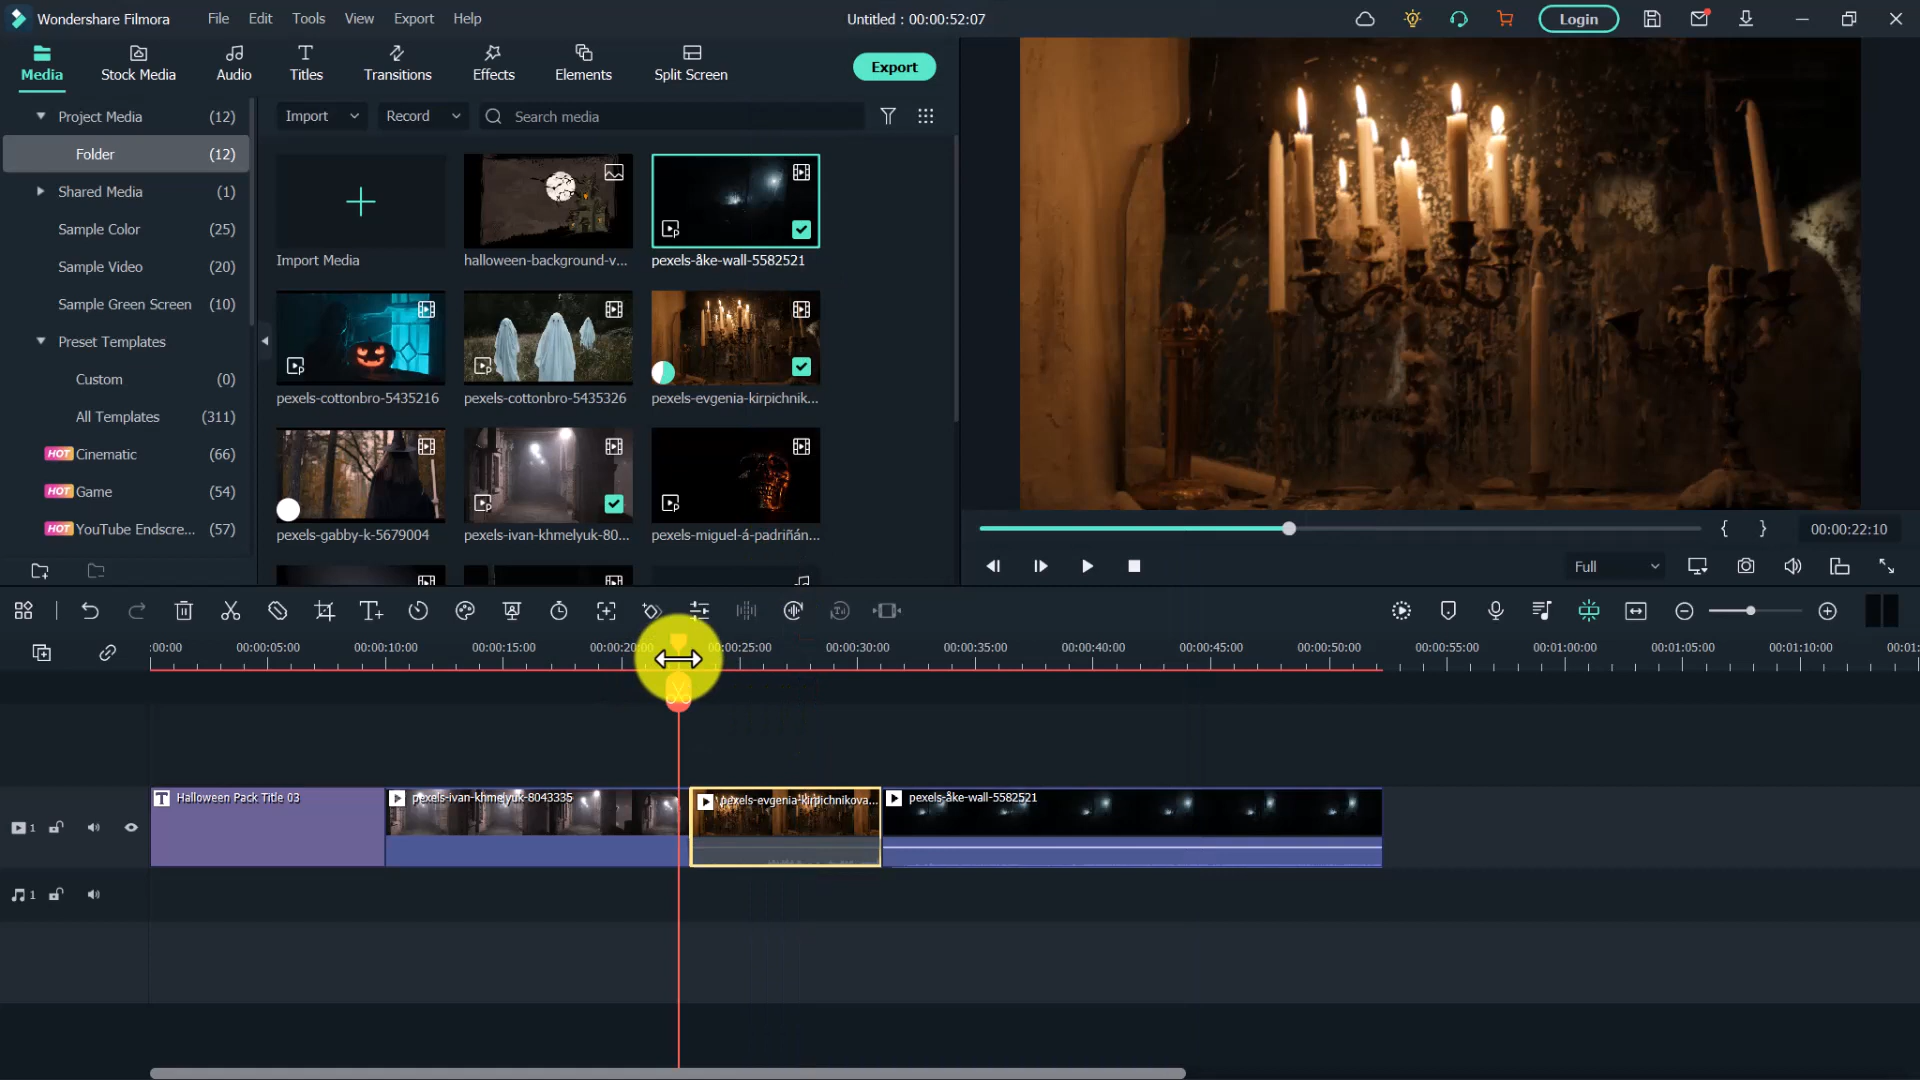 Wondershare Filmora
File Edit Tools View Export Help
Untitled : 00:00:52:07
Login
Media
Stock Media
Audio
Titles
Transitions
Effects
Elements
Split Screen
Export
Project Media (12)
Folder (12)
Shared Media (1)
Sample Color (25)
Sample Video (20)
Sample Green Screen (10)
Preset Templates
Custom (0)
All Templates (311)
HOT Cinematic (66)
HOT Game (54)
HOT YouTube Endscre... (57)
Import
Record
Search media
Import Media
halloween-background-v...
pexels-åke-wall-5582521
pexels-cottonbro-5435216
pexels-cottonbro-5435326
pexels-evgenia-kirpichnik...
pexels-gabby-k-5679004
pexels-ivan-khmelyuk-80...
pexels-miguel-á-padriñán...
{ } 00:00:22:10
Full
:00:00 00:00:05:00 00:00:10:00 00:00:15:00 00:00:20:00 00:00:25:00 00:00:30:00 00:00:35:00 00:00:40:00 00:00:45:00 00:00:50:00 00:00:55:00 00:01:00:00 00:01:05:00 00:01:10:00 00:01:
Halloween Pack Title 03
pexels-ivan-khmelyuk-8043335
pexels-evgenia-kirpichnikova...
pexels-åke-wall-5582521
1
1